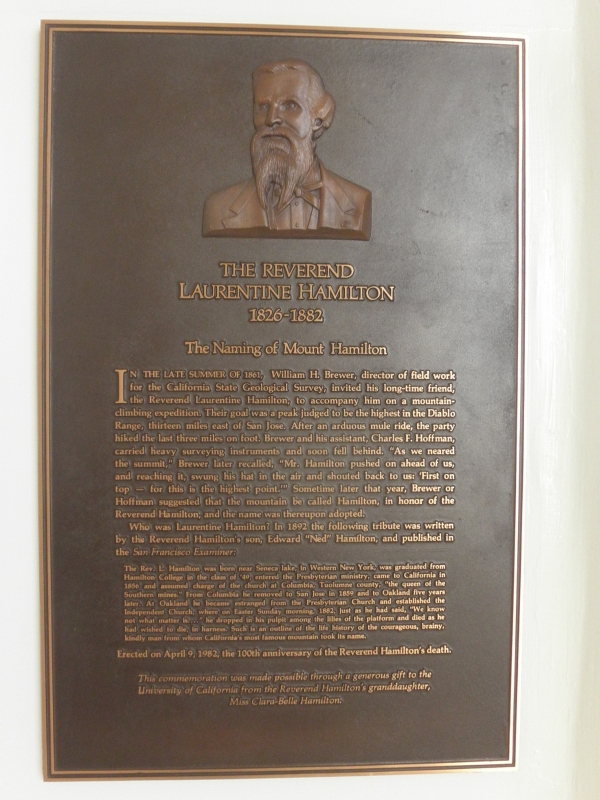 THE REVEREND
LAURENTINE HAMILTON
1826-1882
The Naming of Mount Hamilton
IN THE LATE SUMMER OF 1861, William H. Brewer, director of field work
for the California State Geological Survey, invited his long-time friend,
the Reverend Laurentine Hamilton, to accompany him on a mountain-
climbing expedition. Their goal was a peak judged to be the highest in the Diablo
Range, thirteen miles east of San Jose. After an arduous mule ride, the party
hiked the last three miles on foot. Brewer and his assistant, Charles F. Hoffman,
carried heavy surveying instruments and soon fell behind. "As we neared
the summit," Brewer later recalled, "Mr. Hamilton pushed on ahead of us,
and reaching it, swung his hat in the air and shouted back to us: 'First on
top — for this is the highest point.'" Sometime later that year, Brewer or
Hoffman suggested that the mountain be called Hamilton, in honor of the
Reverend Hamilton; and the name was thereupon adopted.
Who was Laurentine Hamilton? In 1892 the following tribute was written
by the Reverend Hamilton's son, Edward "Ned" Hamilton, and published in
the San Francisco Examiner:
The Rev. L. Hamilton was born near Seneca lake, in Western New York, was graduated from
Hamilton College in the class of '49, entered the Presbyterian ministry, came to California in
1856 and assumed charge of the church at Columbia, Tuolumne county, "the queen of the
Southern mines." From Columbia he removed to San Jose in 1859 and to Oakland five years
later. At Oakland he became estranged from the Presbyterian Church and established the
Independent Church, where on Easter Sunday morning, 1882, just as he had said, "We know
not what matter is. . ." he dropped in his pulpit among the lilies of the platform and died as he
had wished to die, in harness. Such is an outline of the life history of the courageous, brainy,
kindly man from whom California's most famous mountain took its name.
Erected on April 9, 1982, the 100th anniversary of the Reverend Hamilton's death.
This commemoration was made possible through a generous gift to the
University of California from the Reverend Hamilton's granddaughter,
Miss Clara-Belle Hamilton.